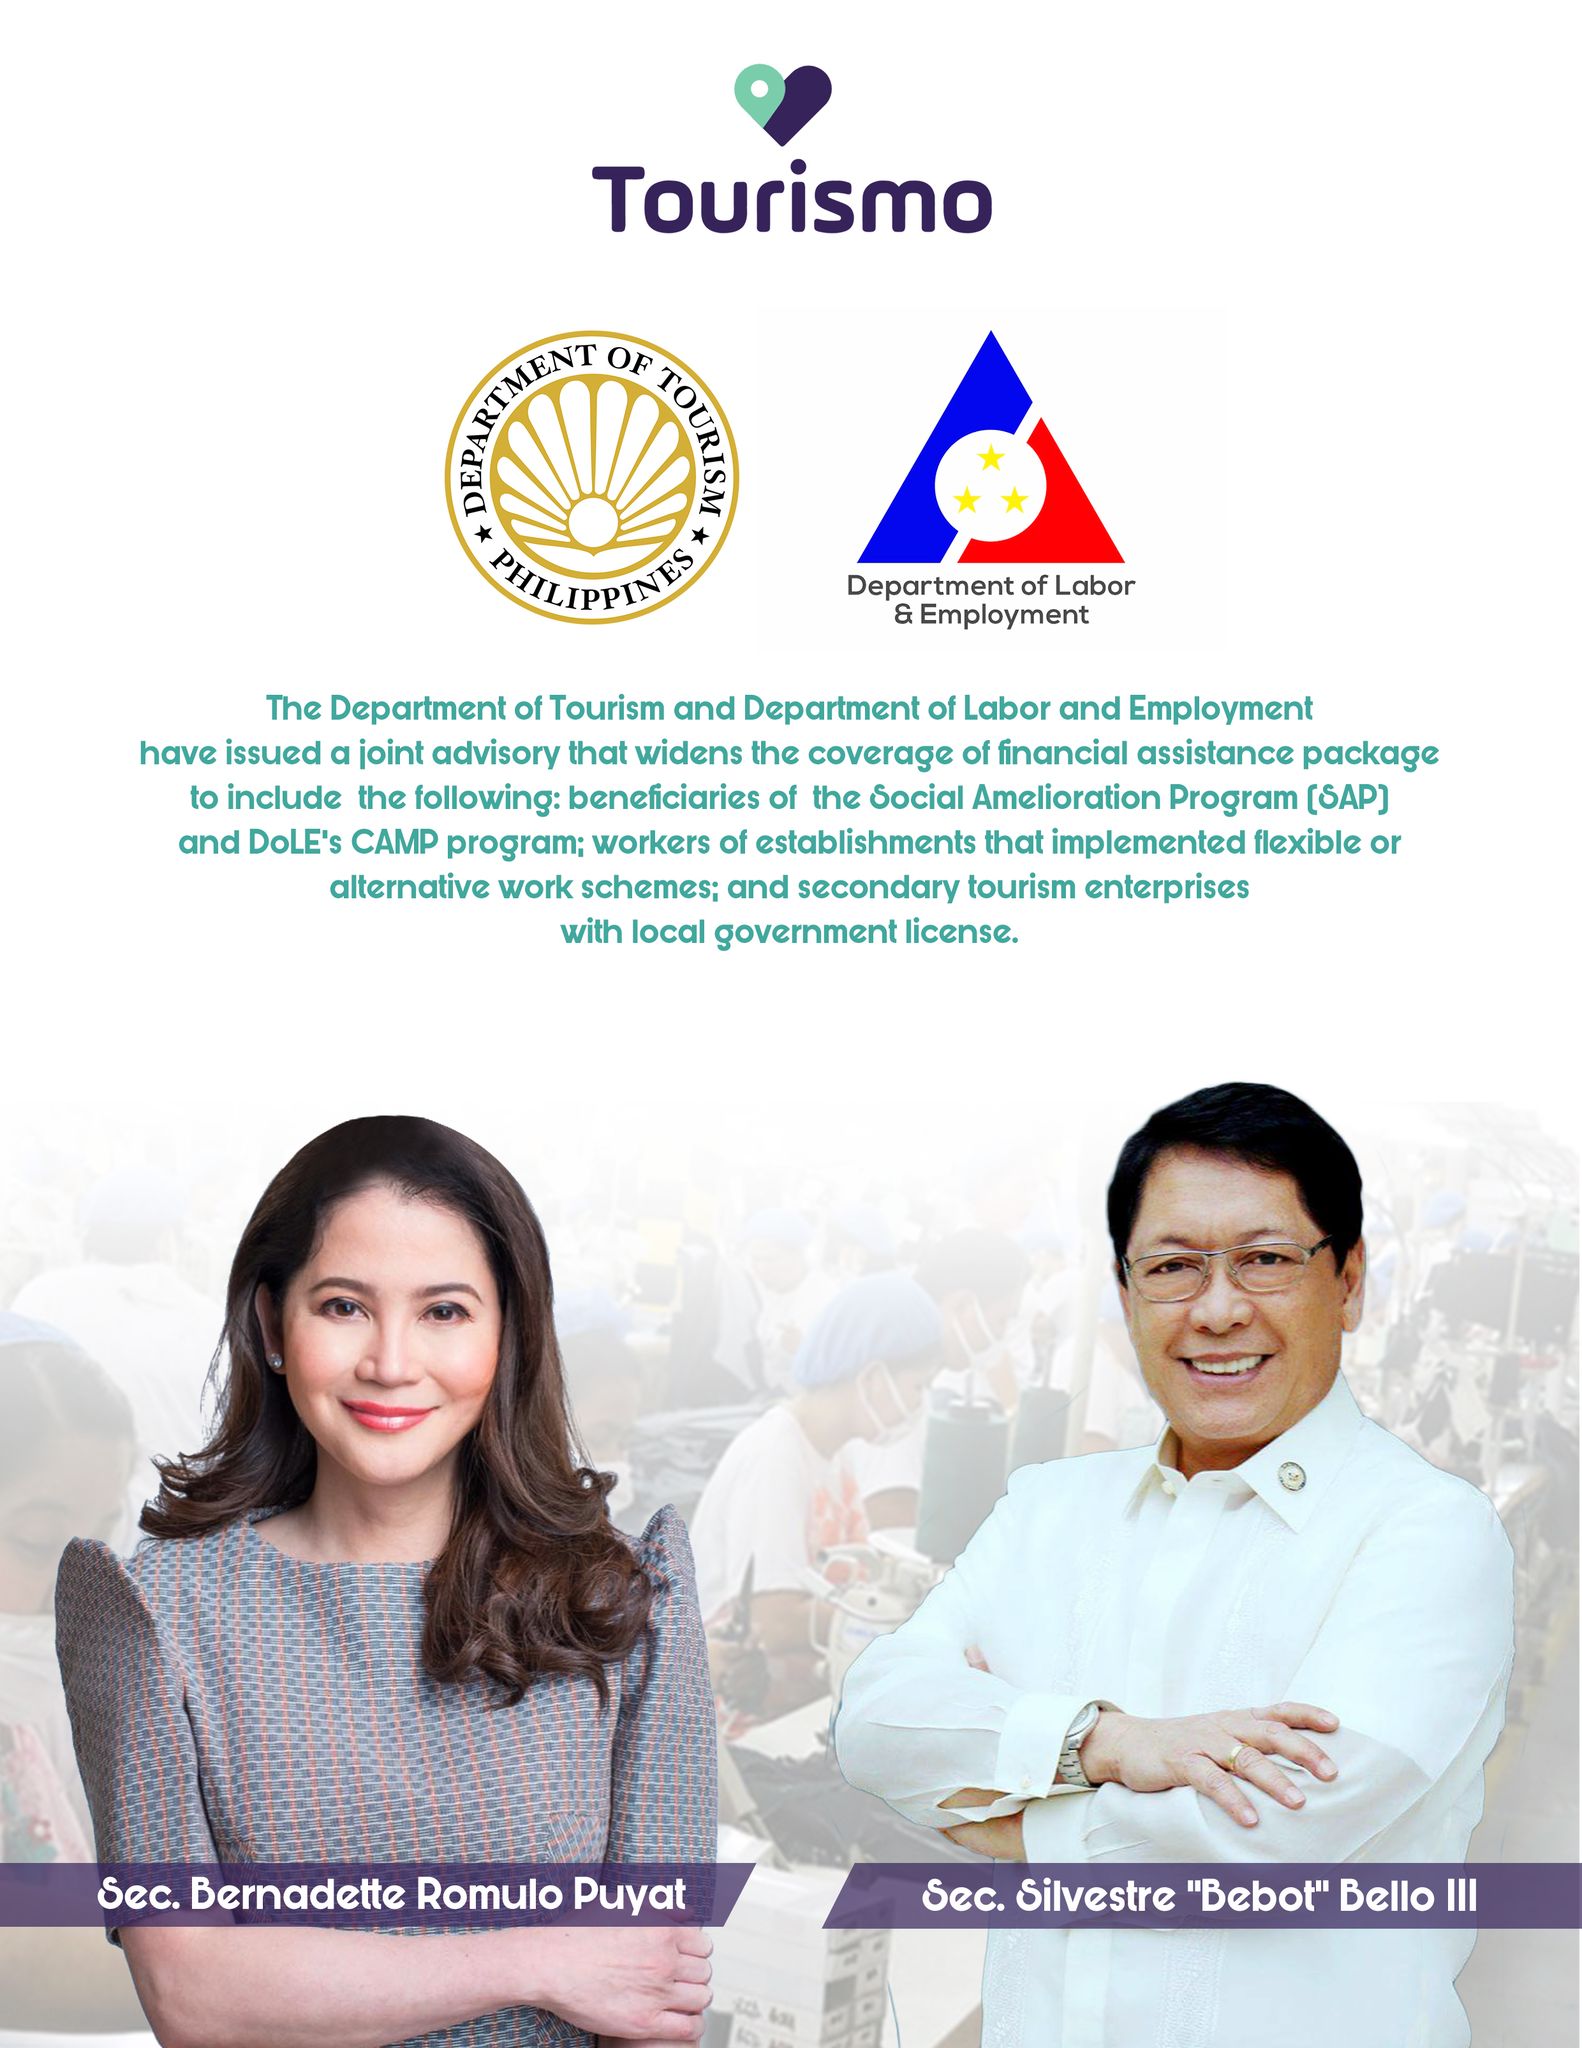 Tourismo
DEPARTMENT OF TOURISM
PHILIPPINES
Department of Labor
& Employment
The Department of Tourism and Department of Labor and Employment
have issued a joint advisory that widens the coverage of financial assistance package
to include the following: beneficiaries of the Social Amelioration Program (SAP)
and DoLE's CAMP program; workers of establishments that implemented flexible or
alternative work schemes; and secondary tourism enterprises
with local government license.
Sec. Bernadette Romulo Puyat
Sec. Silvestre "Bebot" Bello III